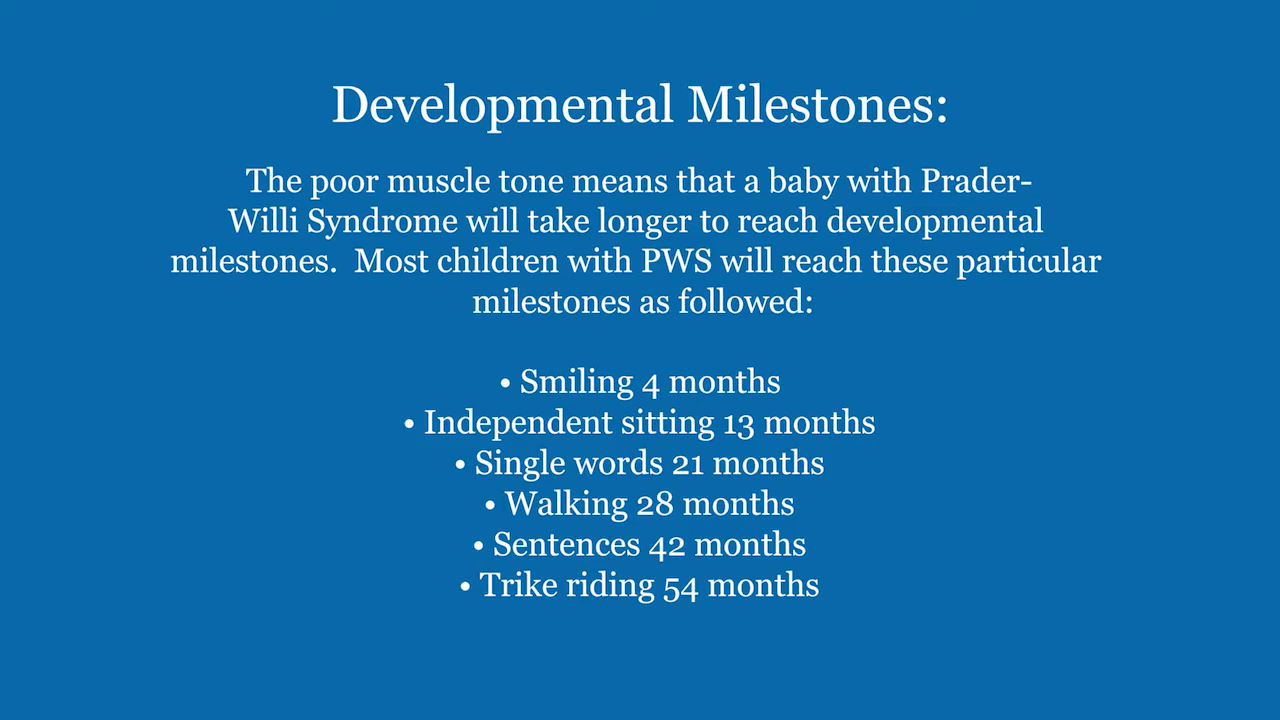 Developmental Milestones:
The poor muscle tone means that a baby with Prader-
Willi Syndrome will take longer to reach developmental
milestones.  Most children with PWS will reach these particular
milestones as followed:
• Smiling 4 months
• Independent sitting 13 months
• Single words 21 months
• Walking 28 months
• Sentences 42 months
• Trike riding 54 months